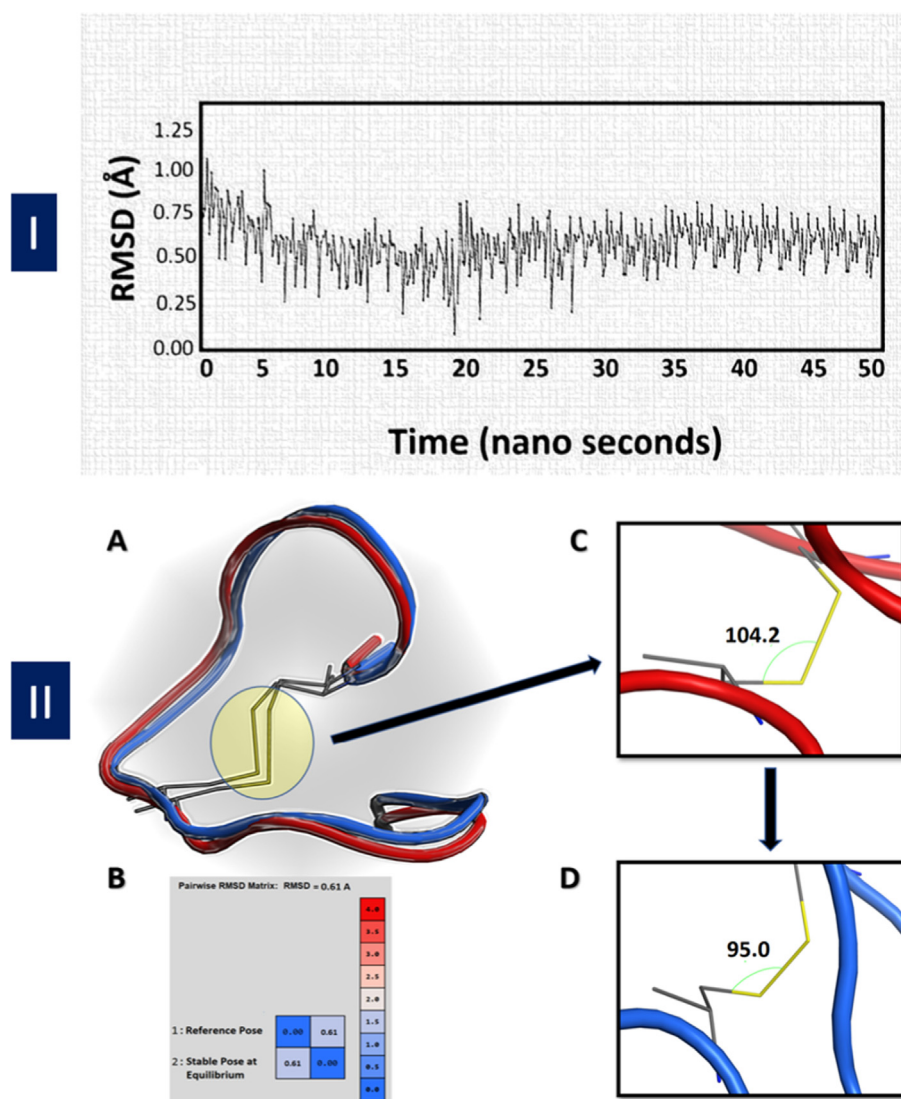 I
RMSD (Å)
1.25
1.00
0.75
0.50
0.25
0.00
0 5 10 15 20 25 30 35 40 45 50
Time (nano seconds)
II
A
C
104.2
B
Pairwise RMSD Matrix: RMSD = 0.61 A
4.0
3.5
3.0
2.5
2.0
1.5
1.0
0.5
0.0
1: Reference Pose
0.00 0.61
2: Stable Pose at
Equilibrium
0.61 0.00
D
95.0